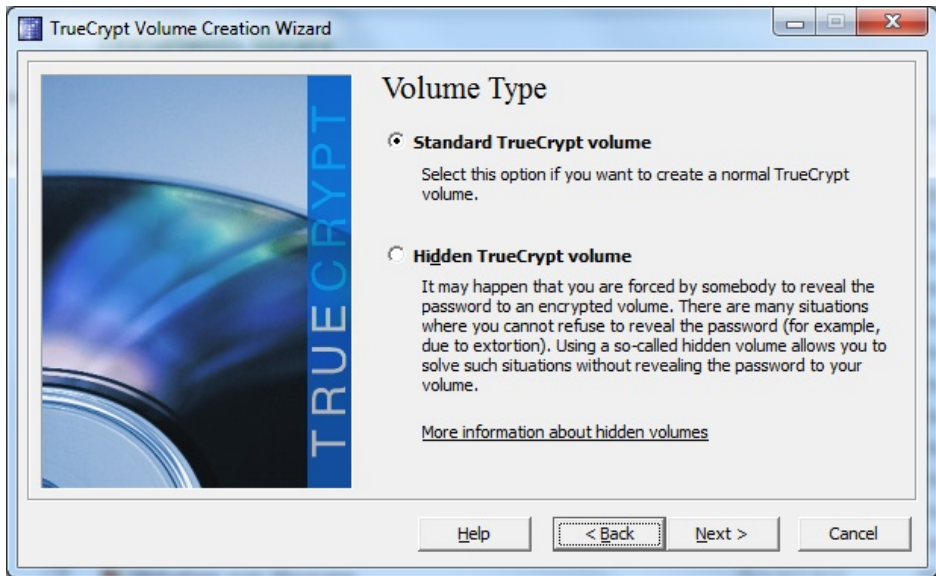 TrueCrypt Volume Creation Wizard
TRUECRYPT
Volume Type
Standard TrueCrypt volume
Select this option if you want to create a normal TrueCrypt
volume.
Hidden TrueCrypt volume
It may happen that you are forced by somebody to reveal the
password to an encrypted volume. There are many situations
where you cannot refuse to reveal the password (for example,
due to extortion). Using a so-called hidden volume allows you to
solve such situations without revealing the password to your
volume.
More information about hidden volumes
Help
< Back
Next >
Cancel